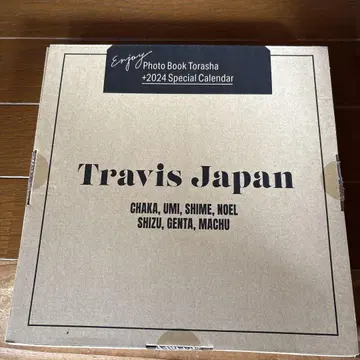 Enjoy
Photo Book Torasha
+2024 Special Calendar
Travis Japan
CHAKA, UMI, SHIME, NOEL
SHIZU, GENTA, MACHU